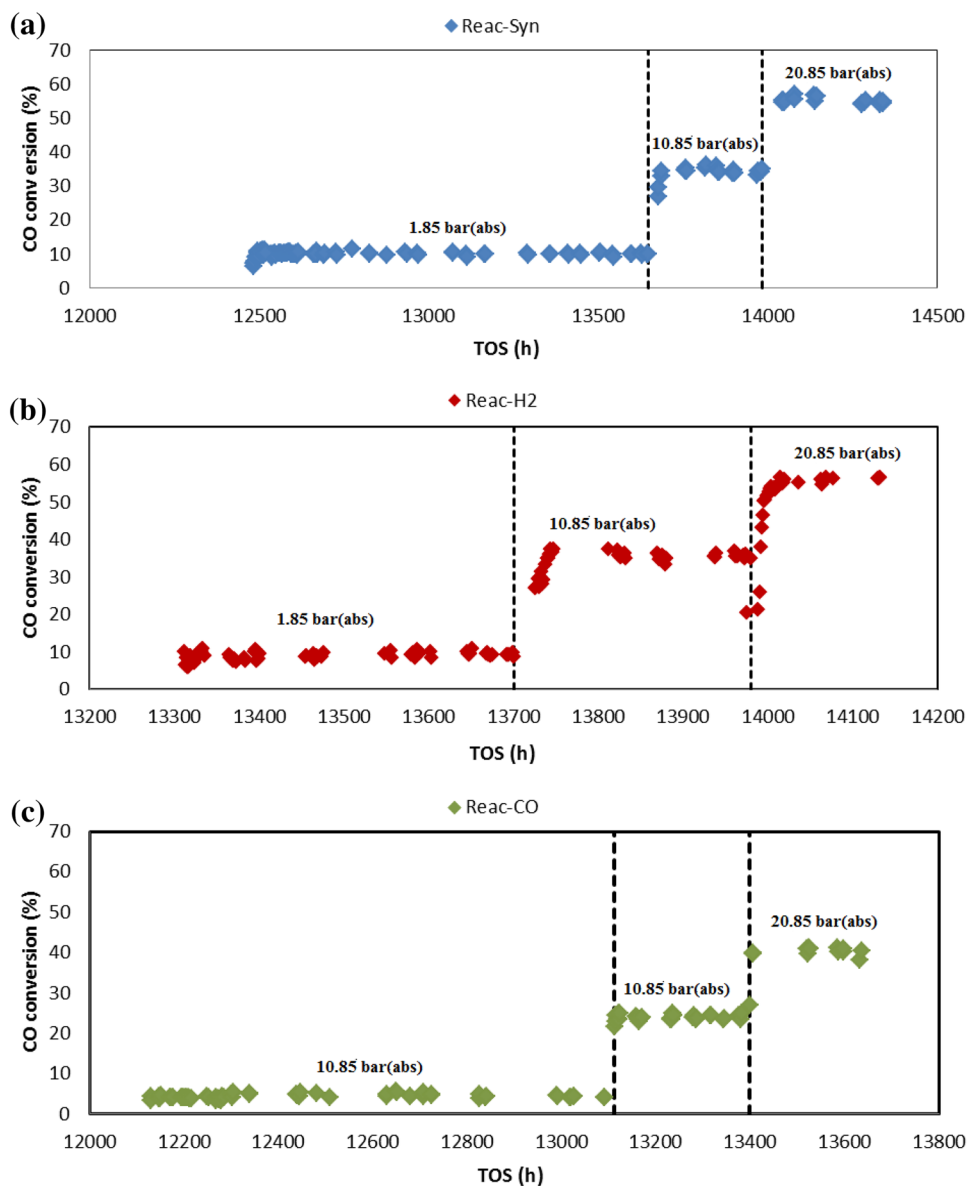 (a)
Reac-Syn
CO conv ersion (%)
70
60
50
40
30
20
10
0
1.85 bar(abs)
10.85 bar(abs)
20.85 bar(abs)
12000 12500 13000 13500 14000 14500
TOS (h)
(b)
Reac-H2
CO conversion (%)
70
60
50
40
30
20
10
0
1.85 bar(abs)
10.85 bar(abs)
20.85 bar(abs)
13200 13300 13400 13500 13600 13700 13800 13900 14000 14100 14200
TOS (h)
(c)
Reac-CO
CO conversion (%)
70
60
50
40
30
20
10
0
10.85 bar(abs)
10.85 bar(abs)
20.85 bar(abs)
12000 12200 12400 12600 12800 13000 13200 13400 13600 13800
TOS (h)